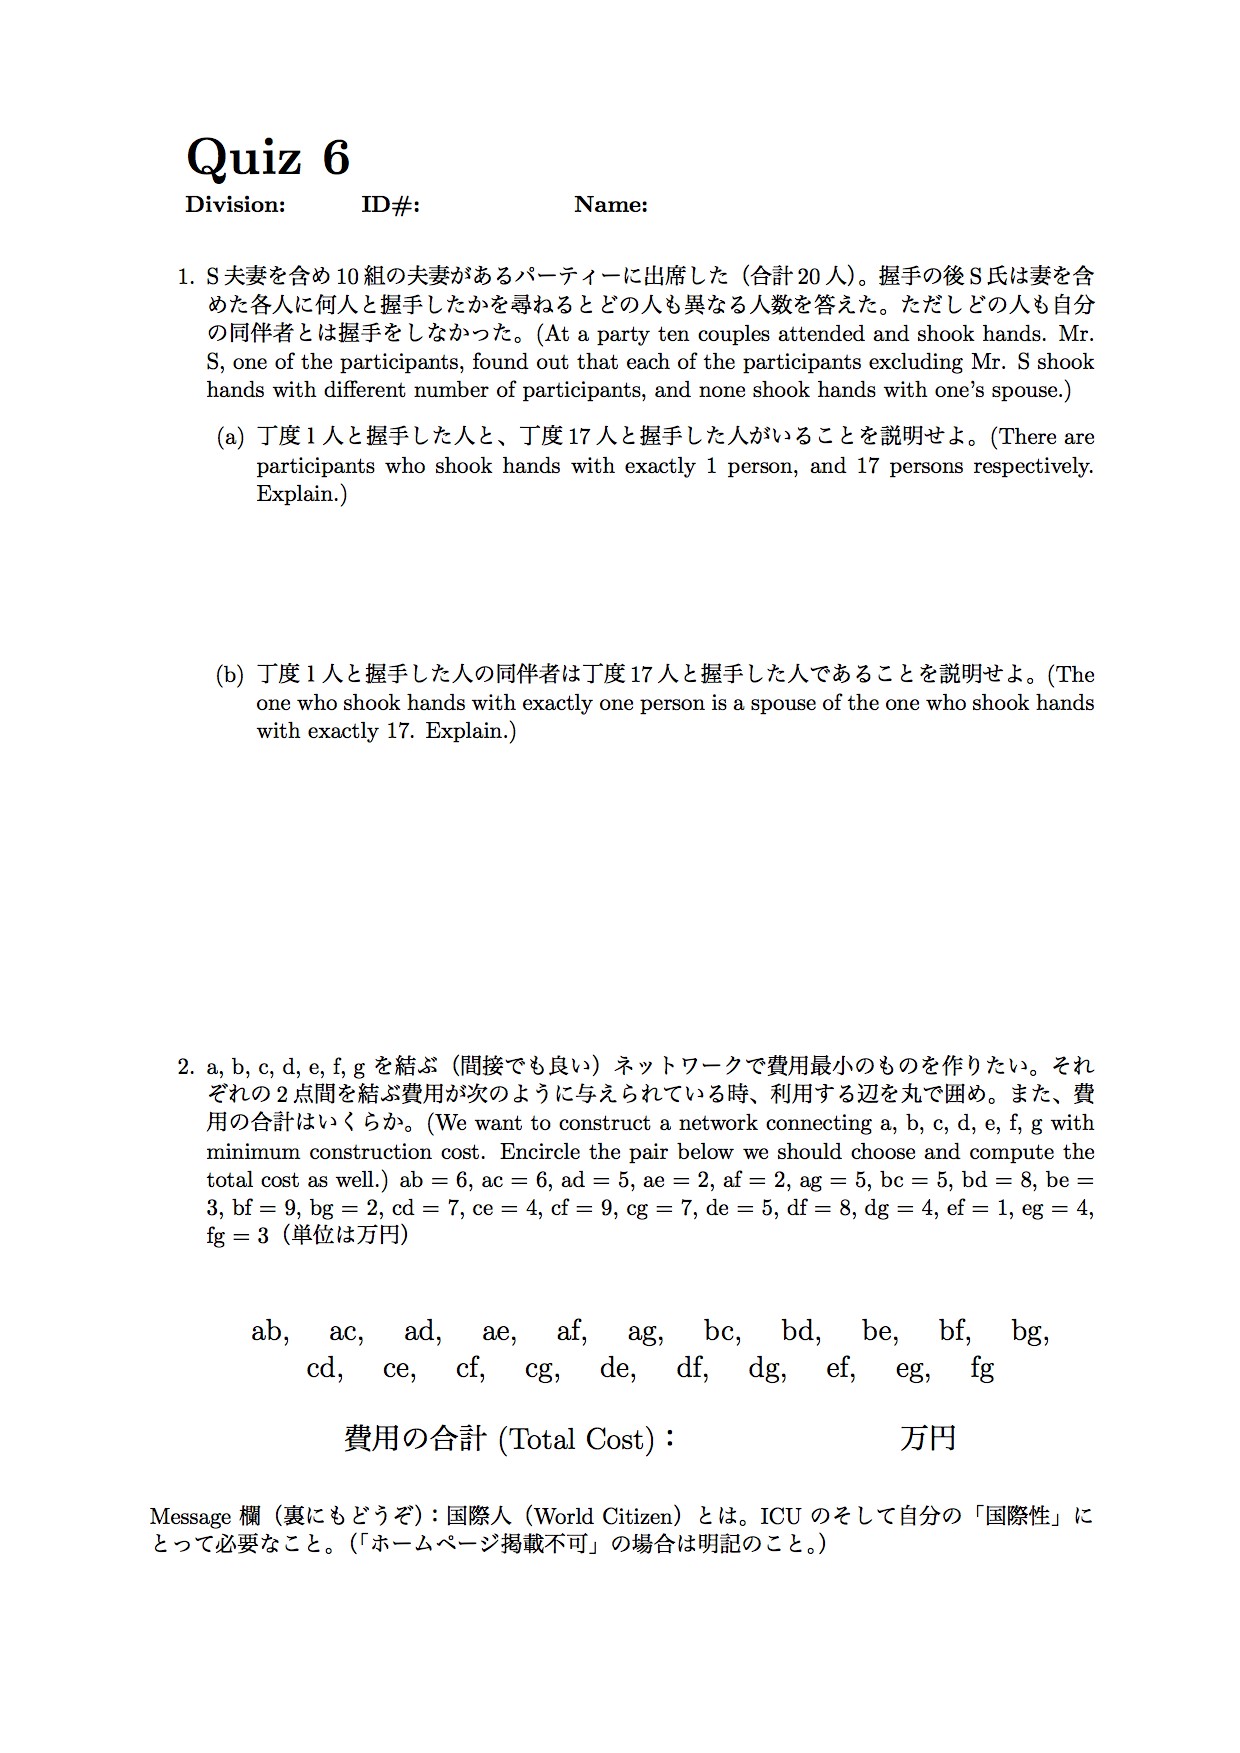 Quiz 6
Division: ID#: Name:
1. S 夫妻を含め 10 組の夫妻があるパーティーに出席した（合計 20 人）。握手の後 S 氏は妻を含
めた各人に何人と握手したかを尋ねるとどの人も異なる人数を答えた。ただしどの人も自分
の同伴者とは握手をしなかった。(At a party ten couples attended and shook hands. Mr.
S, one of the participants, found out that each of the participants excluding Mr. S shook
hands with different number of participants, and none shook hands with one's spouse.)
(a) 丁度 1 人と握手した人と、丁度 17 人と握手した人がいることを説明せよ。(There are
participants who shook hands with exactly 1 person, and 17 persons respectively.
Explain.)
(b) 丁度 1 人と握手した人の同伴者は丁度 17 人と握手した人であることを説明せよ。(The
one who shook hands with exactly one person is a spouse of the one who shook hands
with exactly 17. Explain.)
2. a, b, c, d, e, f, g を結ぶ（間接でも良い）ネットワークで費用最小のものを作りたい。それ
ぞれの 2 点間を結ぶ費用が次のように与えられている時、利用する辺を丸で囲め。また、費
用の合計はいくらか。(We want to construct a network connecting a, b, c, d, e, f, g with
minimum construction cost. Encircle the pair below we should choose and compute the
total cost as well.) ab = 6, ac = 6, ad = 5, ae = 2, af = 2, ag = 5, bc = 5, bd = 8, be =
3, bf = 9, bg = 2, cd = 7, ce = 4, cf = 9, cg = 7, de = 5, df = 8, dg = 4, ef = 1, eg = 4,
fg = 3（単位は万円）
ab, ac, ad, ae, af, ag, bc, bd, be, bf, bg,
cd, ce, cf, cg, de, df, dg, ef, eg, fg
費用の合計 (Total Cost)： 万円
Message 欄（裏にもどうぞ）：国際人（World Citizen）とは。ICU のそして自分の「国際性」に
とって必要なこと。（「ホームページ掲載不可」の場合は明記のこと。）